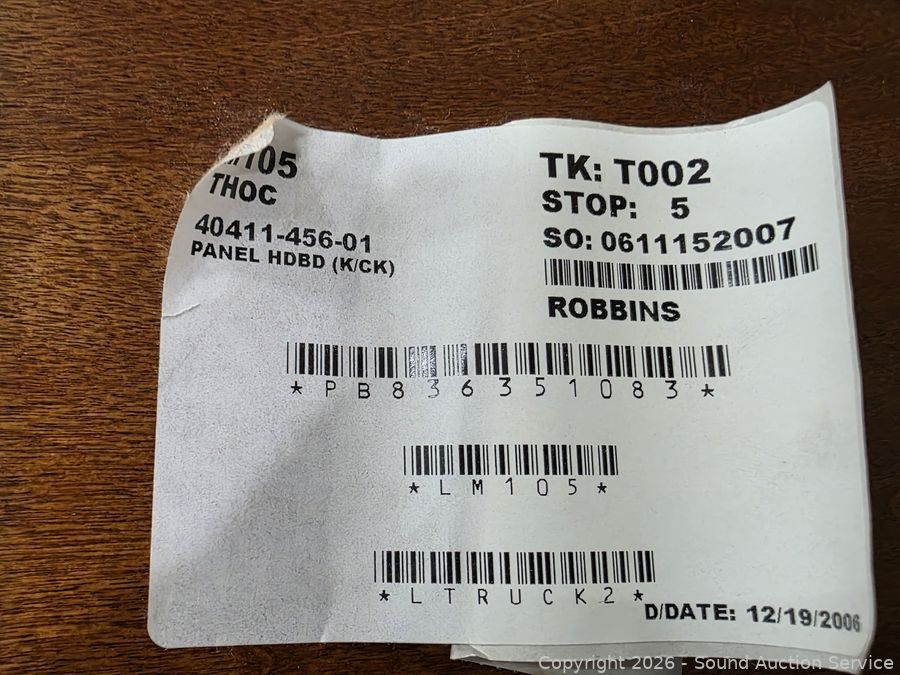 THOC
40411-456-01
PANEL HDBD (K/CK)
TK: T002
STOP: 5
SO: 0611152007
ROBBINS
*PB836351083*
*LM105*
*LTRUCK2*
D/DATE: 12/19/2006
Copyright 2026 - Sound Auction Service